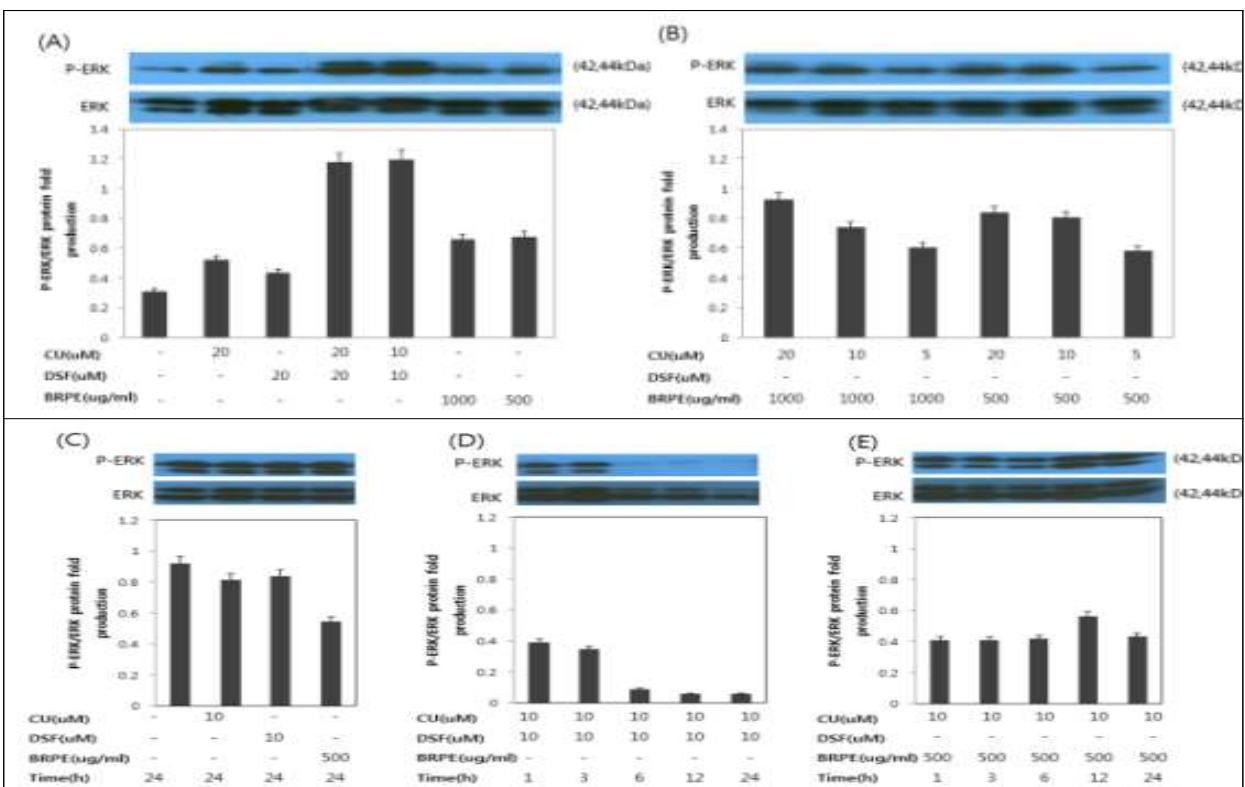 (A)
P-ERK (42,44kDa)
ERK (42,44kDa)
P-ERK/ERK protein fold
production
1.4
1.2
1
0.8
0.6
0.4
0.2
0
CU(uM) - 20 - 20 10 - -
DSF(uM) - - 20 20 10 - -
BRPE(ug/ml) - - - - - 1000 500
(B)
P-ERK (42,44kD
ERK (42,44kD
P-ERK/ERK protein fold
production
1.4
1.2
1
0.8
0.6
0.4
0.2
0
CU(uM) 20 10 5 20 10 5
DSF(uM) - - - - - -
BRPE(ug/ml) 1000 1000 1000 500 500 500
(C)
P-ERK
ERK
P-ERK/ERK protein fold
production
1.2
1
0.8
0.6
0.4
0.2
0
CU(uM) - 10 - -
DSF(uM) - - 10 -
BRPE(ug/ml) - - - 500
Time(h) 24 24 24 24
(D)
P-ERK
ERK
P-ERK/ERK protein fold
production
1.2
1
0.8
0.6
0.4
0.2
0
CU(uM) 10 10 10 10 10
DSF(uM) 10 10 10 10 10
BRPE(ug/ml) - - - - -
Time(h) 1 3 6 12 24
(E)
P-ERK (42,44kD
ERK (42,44kD
P-ERK/ERK protein fold
production
1.2
1
0.8
0.6
0.4
0.2
0
CU(uM) 10 10 10 10 10
DSF(uM) - - - - -
BRPE(ug/ml) 500 500 500 500 500
Time(h) 1 3 6 12 24